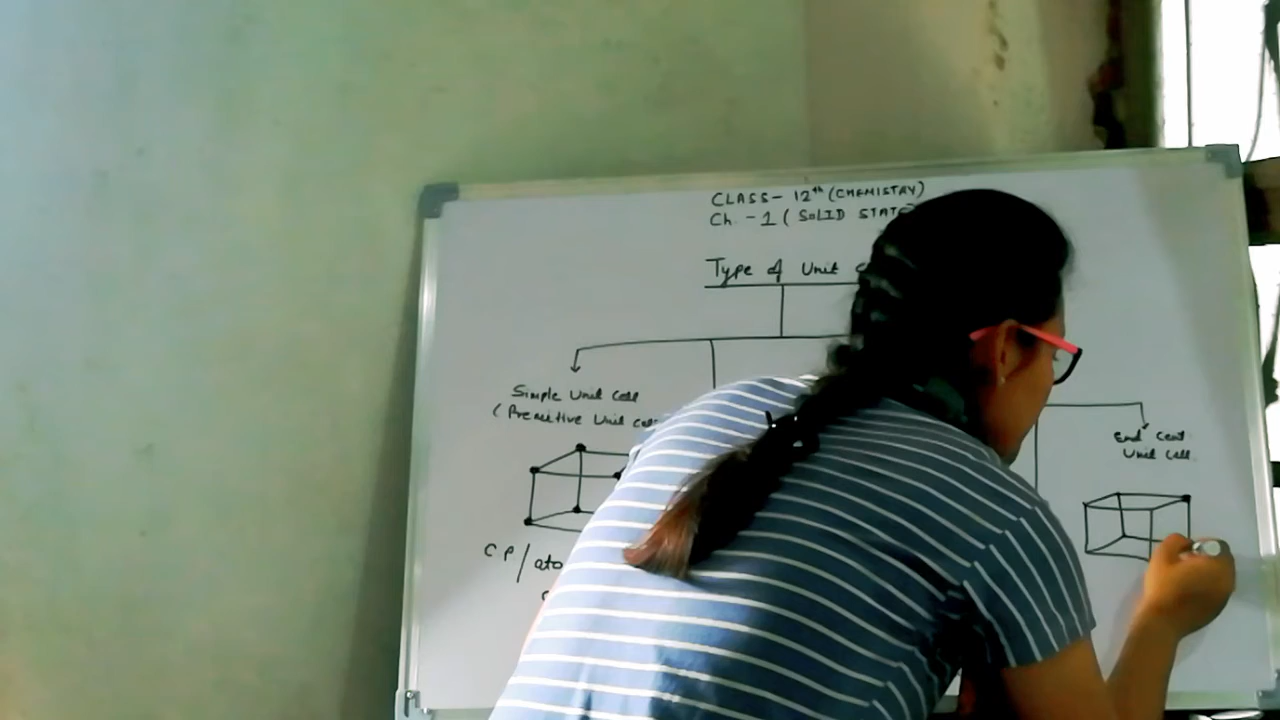 CLASS- 12th (CHEMISTRY)
Ch. - 1 ( SOLID STATE
Type of Unit
Simple Unit Cell
( Premitive Unit Cell
End Cent
Unit Cell.
CP/ato